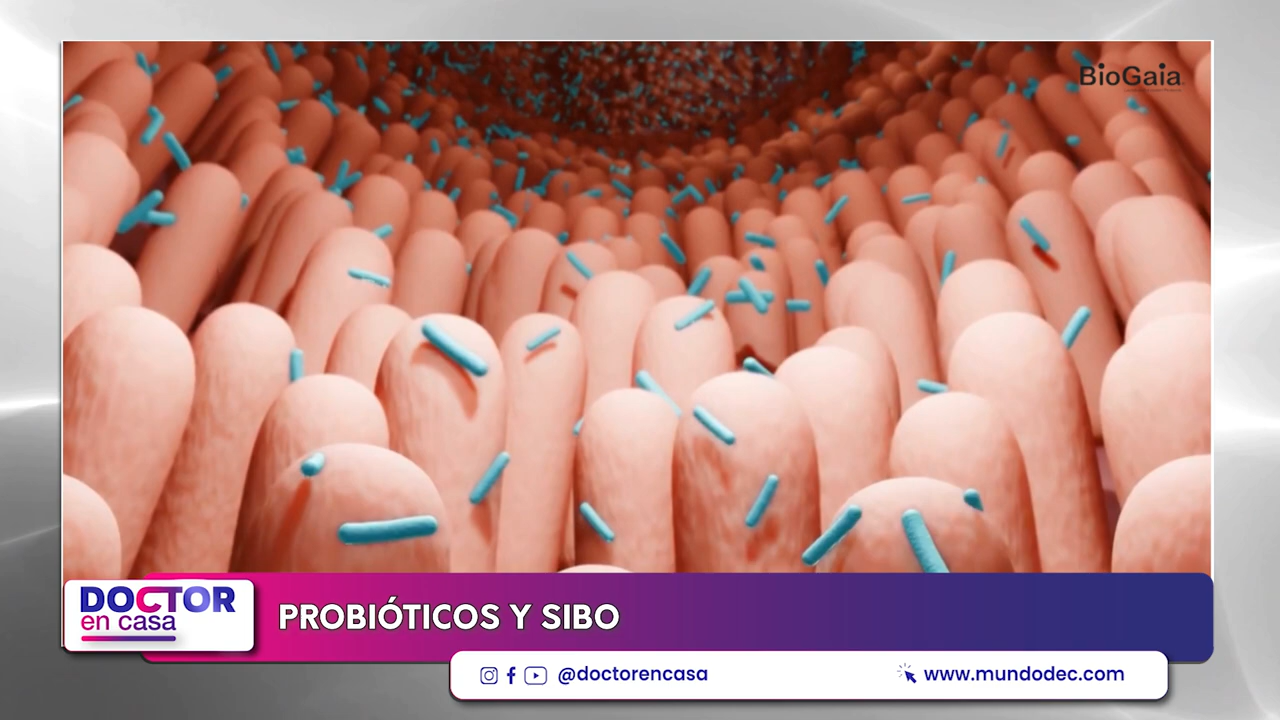 BioGaia
DOCTOR
en casa
PROBIÓTICOS Y SIBO
@doctorencasa
www.mundodec.com